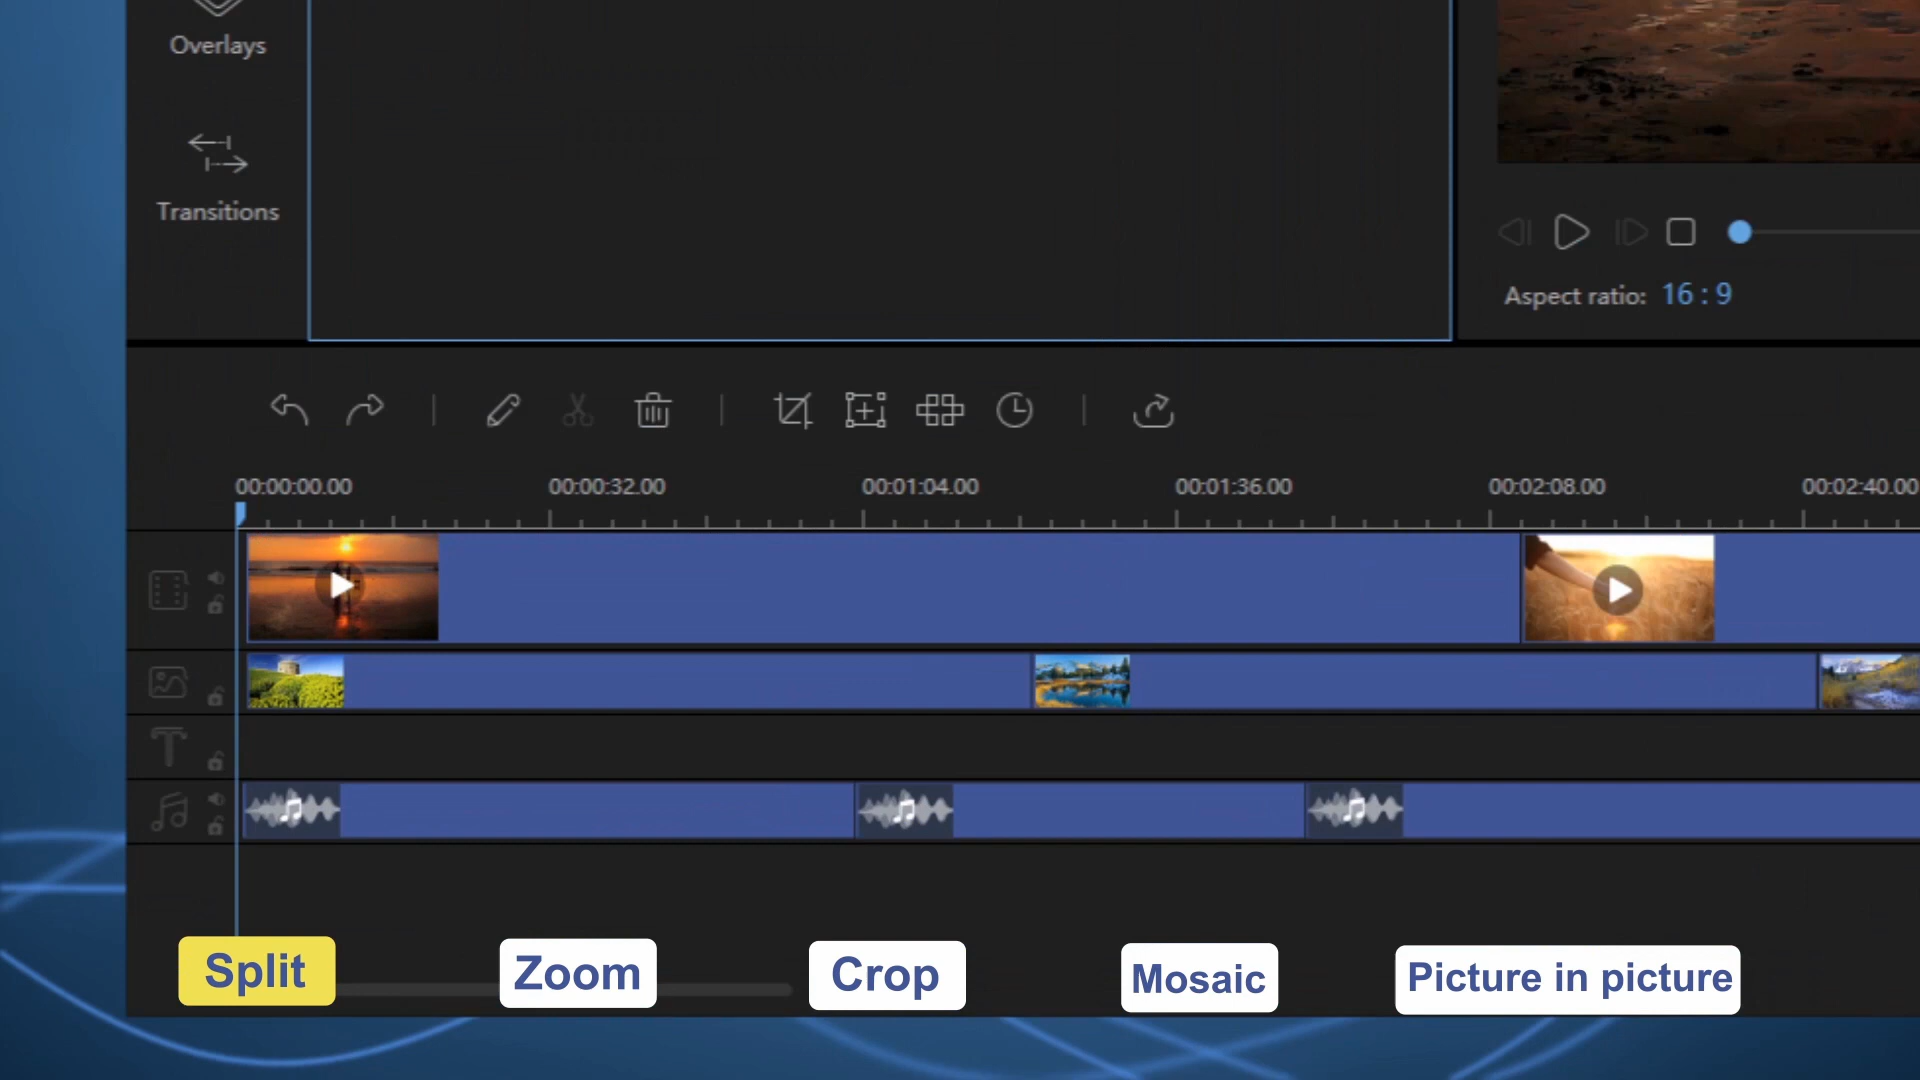 Overlays
Transitions
Aspect ratio: 16 : 9
00:00:00.00 00:00:32.00 00:01:04.00 00:01:36.00 00:02:08.00 00:02:40.00
Split Zoom Crop Mosaic Picture in picture